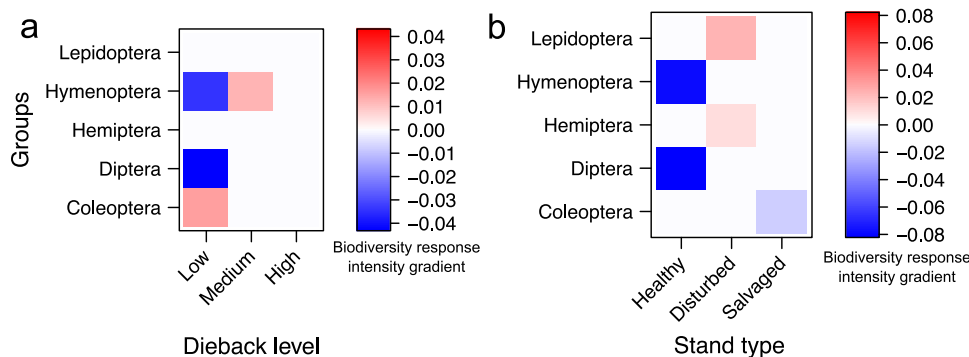 a
Groups
Lepidoptera
Hymenoptera
Hemiptera
Diptera
Coleoptera
Low
Medium
High
Dieback level
0.04
0.03
0.02
0.01
0.00
−0.01
−0.02
−0.03
−0.04
Biodiversity response
intensity gradient
b
Lepidoptera
Hymenoptera
Hemiptera
Diptera
Coleoptera
Healthy
Disturbed
Salvaged
Stand type
0.08
0.06
0.04
0.02
0.00
−0.02
−0.04
−0.06
−0.08
Biodiversity response
intensity gradient